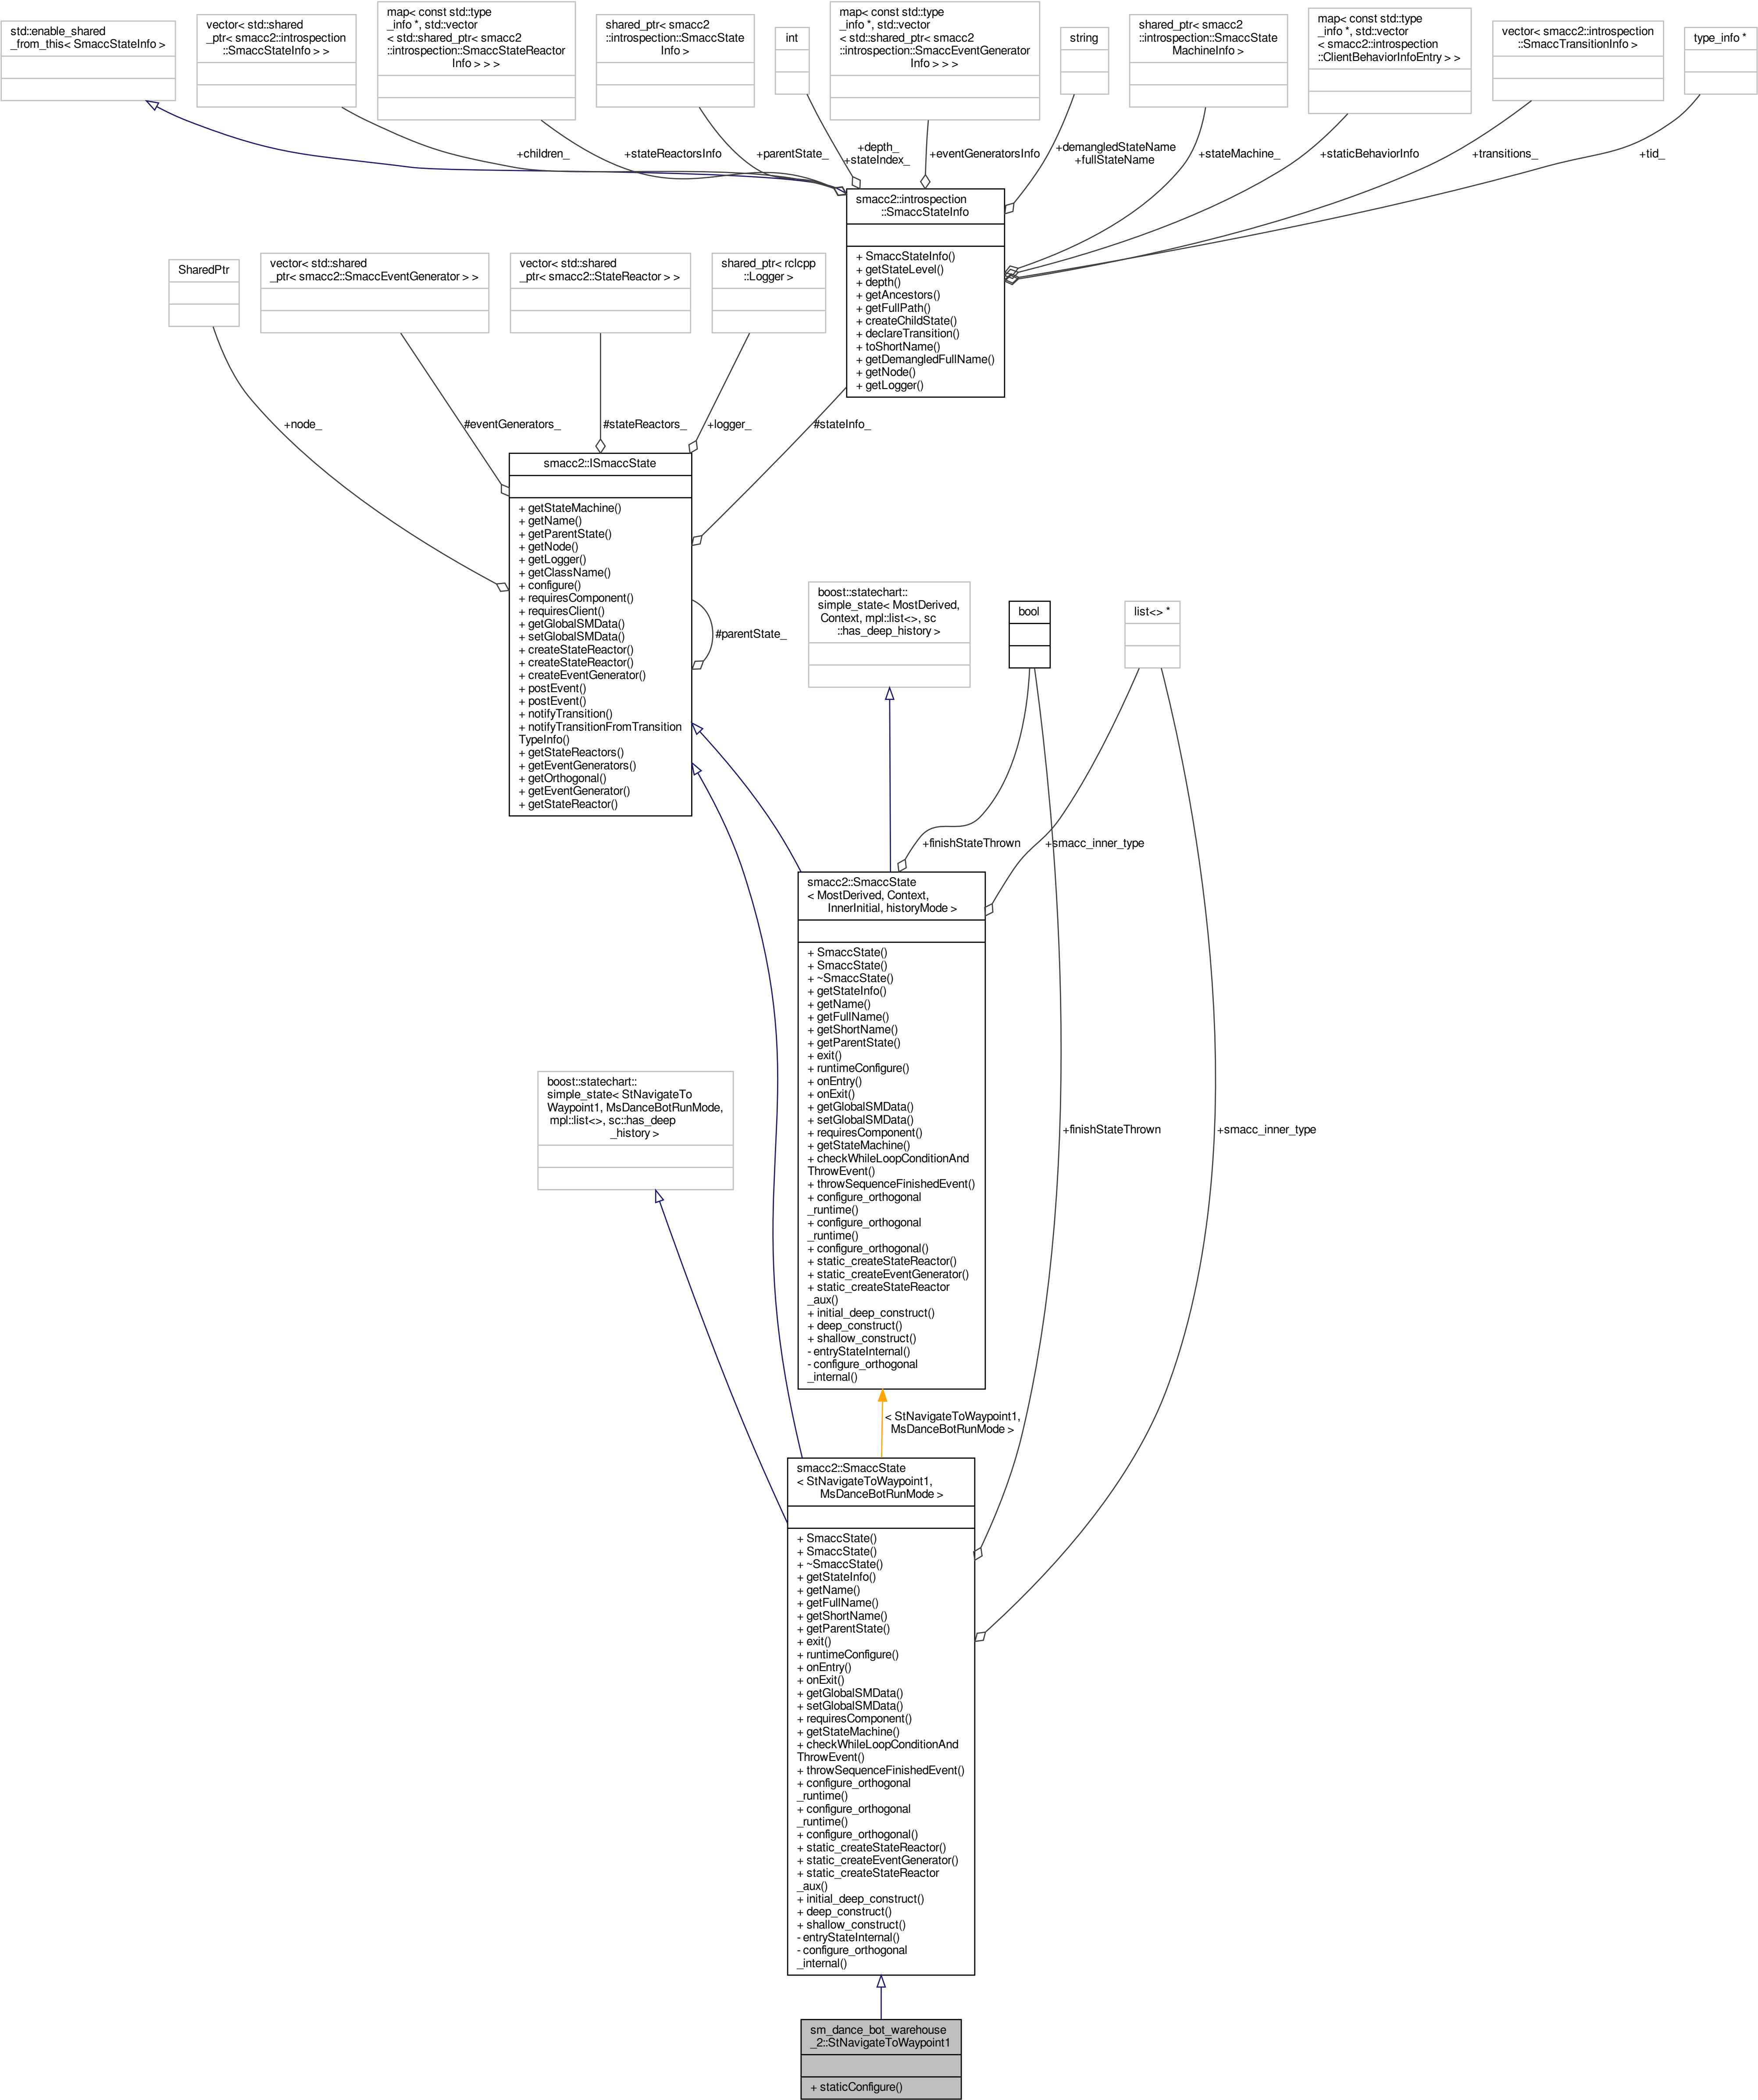 std::enable_shared
_from_this< SmaccStateInfo >
vector< std::shared
_ptr< smacc2::introspection
::SmaccStateInfo > >
map< const std::type
_info *, std::vector
< std::shared_ptr< smacc2
::introspection::SmaccStateReactor
Info > > >
shared_ptr< smacc2
::introspection::SmaccState
Info >
int
map< const std::type
_info *, std::vector
< std::shared_ptr< smacc2
::introspection::SmaccEventGenerator
Info > > >
string
shared_ptr< smacc2
::introspection::SmaccState
MachineInfo >
map< const std::type
_info *, std::vector
< smacc2::introspection
::ClientBehaviorInfoEntry > >
vector< smacc2::introspection
::SmaccTransitionInfo >
type_info *
+children_
+stateReactorsInfo
+parentState_
+depth_
+stateIndex_
+eventGeneratorsInfo
+demangledStateName
+fullStateName
+stateMachine_
+staticBehaviorInfo
+transitions_
+tid_
smacc2::introspection
::SmaccStateInfo
+ SmaccStateInfo()
+ getStateLevel()
+ depth()
+ getAncestors()
+ getFullPath()
+ createChildState()
+ declareTransition()
+ toShortName()
+ getDemangledFullName()
+ getNode()
+ getLogger()
SharedPtr
vector< std::shared
_ptr< smacc2::SmaccEventGenerator > >
vector< std::shared
_ptr< smacc2::StateReactor > >
shared_ptr< rclcpp
::Logger >
+node_
#eventGenerators_
#stateReactors_
+logger_
#stateInfo_
smacc2::ISmaccState
+ getStateMachine()
+ getName()
+ getParentState()
+ getNode()
+ getLogger()
+ getClassName()
+ configure()
+ requiresComponent()
+ requiresClient()
+ getGlobalSMData()
+ setGlobalSMData()
+ createStateReactor()
+ createStateReactor()
+ createEventGenerator()
+ postEvent()
+ postEvent()
+ notifyTransition()
+ notifyTransitionFromTransition
TypeInfo()
+ getStateReactors()
+ getEventGenerators()
+ getOrthogonal()
+ getEventGenerator()
+ getStateReactor()
#parentState_
boost::statechart::
simple_state< MostDerived,
Context, mpl::list<>, sc
::has_deep_history >
bool
list<> *
+finishStateThrown
+smacc_inner_type
smacc2::SmaccState
< MostDerived, Context,
InnerInitial, historyMode >
+ SmaccState()
+ SmaccState()
+ ~SmaccState()
+ getStateInfo()
+ getName()
+ getFullName()
+ getShortName()
+ getParentState()
+ exit()
+ runtimeConfigure()
+ onEntry()
+ onExit()
+ getGlobalSMData()
+ setGlobalSMData()
+ requiresComponent()
+ getStateMachine()
+ checkWhileLoopConditionAnd
ThrowEvent()
+ throwSequenceFinishedEvent()
+ configure_orthogonal
_runtime()
+ configure_orthogonal
_runtime()
+ configure_orthogonal()
+ static_createStateReactor()
+ static_createEventGenerator()
+ static_createStateReactor
_aux()
+ initial_deep_construct()
+ deep_construct()
+ shallow_construct()
- entryStateInternal()
- configure_orthogonal
_internal()
boost::statechart::
simple_state< StNavigateTo
Waypoint1, MsDanceBotRunMode,
mpl::list<>, sc::has_deep
_history >
+finishStateThrown
+smacc_inner_type
< StNavigateToWaypoint1,
MsDanceBotRunMode >
smacc2::SmaccState
< StNavigateToWaypoint1,
MsDanceBotRunMode >
+ SmaccState()
+ SmaccState()
+ ~SmaccState()
+ getStateInfo()
+ getName()
+ getFullName()
+ getShortName()
+ getParentState()
+ exit()
+ runtimeConfigure()
+ onEntry()
+ onExit()
+ getGlobalSMData()
+ setGlobalSMData()
+ requiresComponent()
+ getStateMachine()
+ checkWhileLoopConditionAnd
ThrowEvent()
+ throwSequenceFinishedEvent()
+ configure_orthogonal
_runtime()
+ configure_orthogonal
_runtime()
+ configure_orthogonal()
+ static_createStateReactor()
+ static_createEventGenerator()
+ static_createStateReactor
_aux()
+ initial_deep_construct()
+ deep_construct()
+ shallow_construct()
- entryStateInternal()
- configure_orthogonal
_internal()
sm_dance_bot_warehouse
_2::StNavigateToWaypoint1
+ staticConfigure()